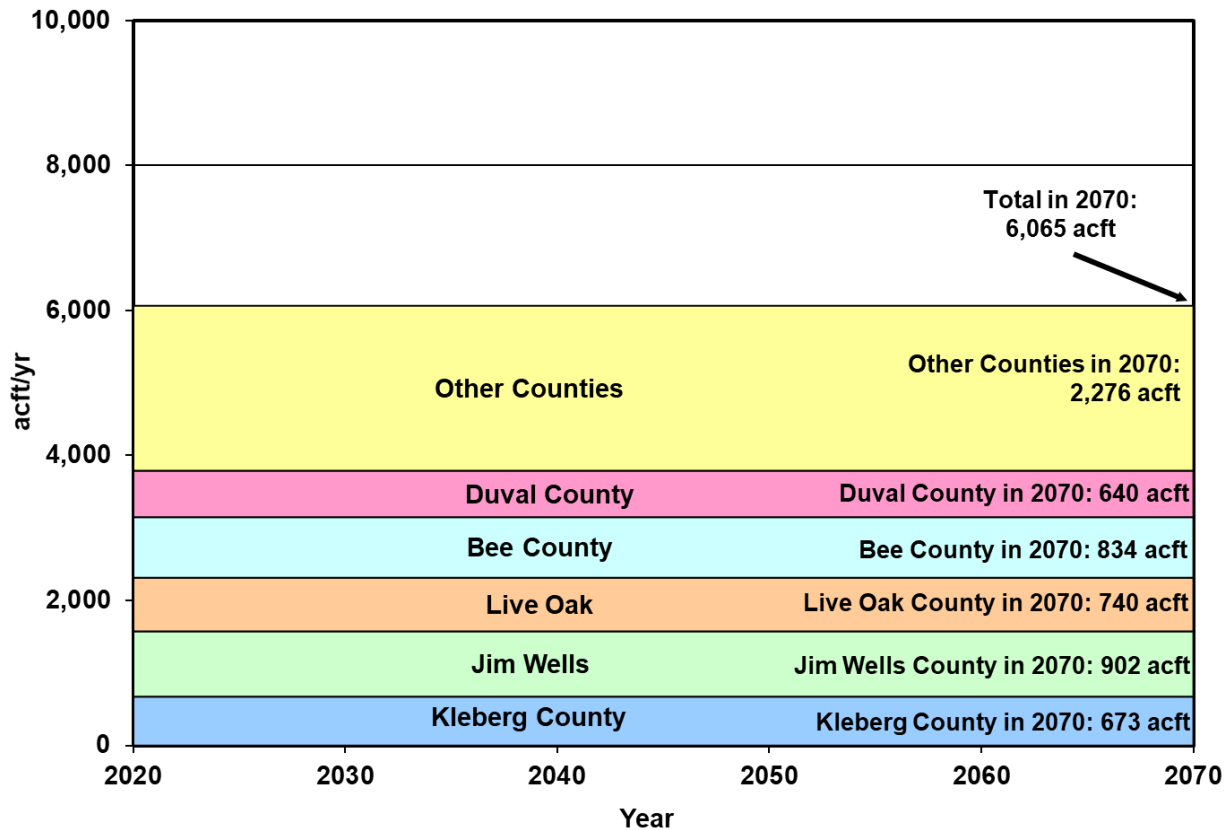 10,000
8,000
6,000
4,000
2,000
0
acft/yr
Total in 2070:
6,065 acft
Other Counties
Other Counties in 2070:
2,276 acft
Duval County
Duval County in 2070: 640 acft
Bee County
Bee County in 2070: 834 acft
Live Oak
Live Oak County in 2070: 740 acft
Jim Wells
Jim Wells County in 2070: 902 acft
Kleberg County
Kleberg County in 2070: 673 acft
2020
2030
2040
2050
2060
2070
Year